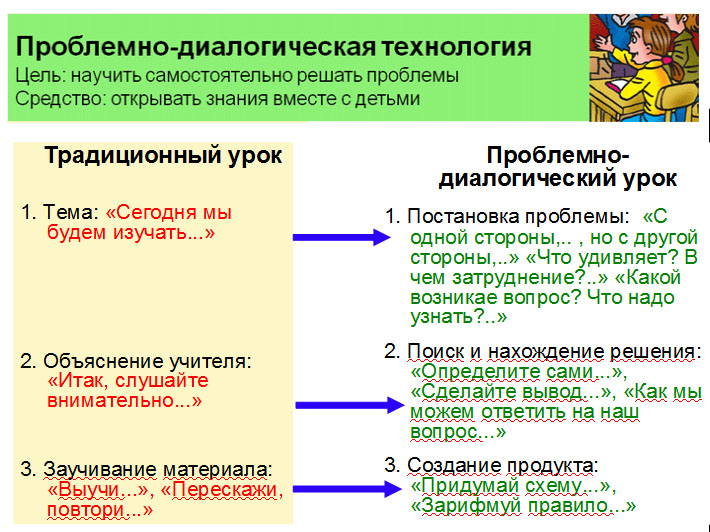 Проблемно-диалогическая технология
Цель: научить самостоятельно решать проблемы
Средство: открывать знания вместе с детьми
Традиционный урок
1. Тема: «Сегодня мы
будем изучать...»
2. Объяснение учителя:
«Итак, слушайте
внимательно...»
3. Заучивание материала:
«Выучи...», «Перескажи,
повтори...»
Проблемно-
диалогический урок
1. Постановка проблемы: «С
одной стороны,.. , но с другой
стороны,..» «Что удивляет? В
чем затруднение?..» «Какой
возникае вопрос? Что надо
узнать?..»
2. Поиск и нахождение решения:
«Определите сами...»,
«Сделайте вывод...», «Как мы
можем ответить на наш
вопрос...»
3. Создание продукта:
«Придумай схему...»,
«Зарифмуй правило...»